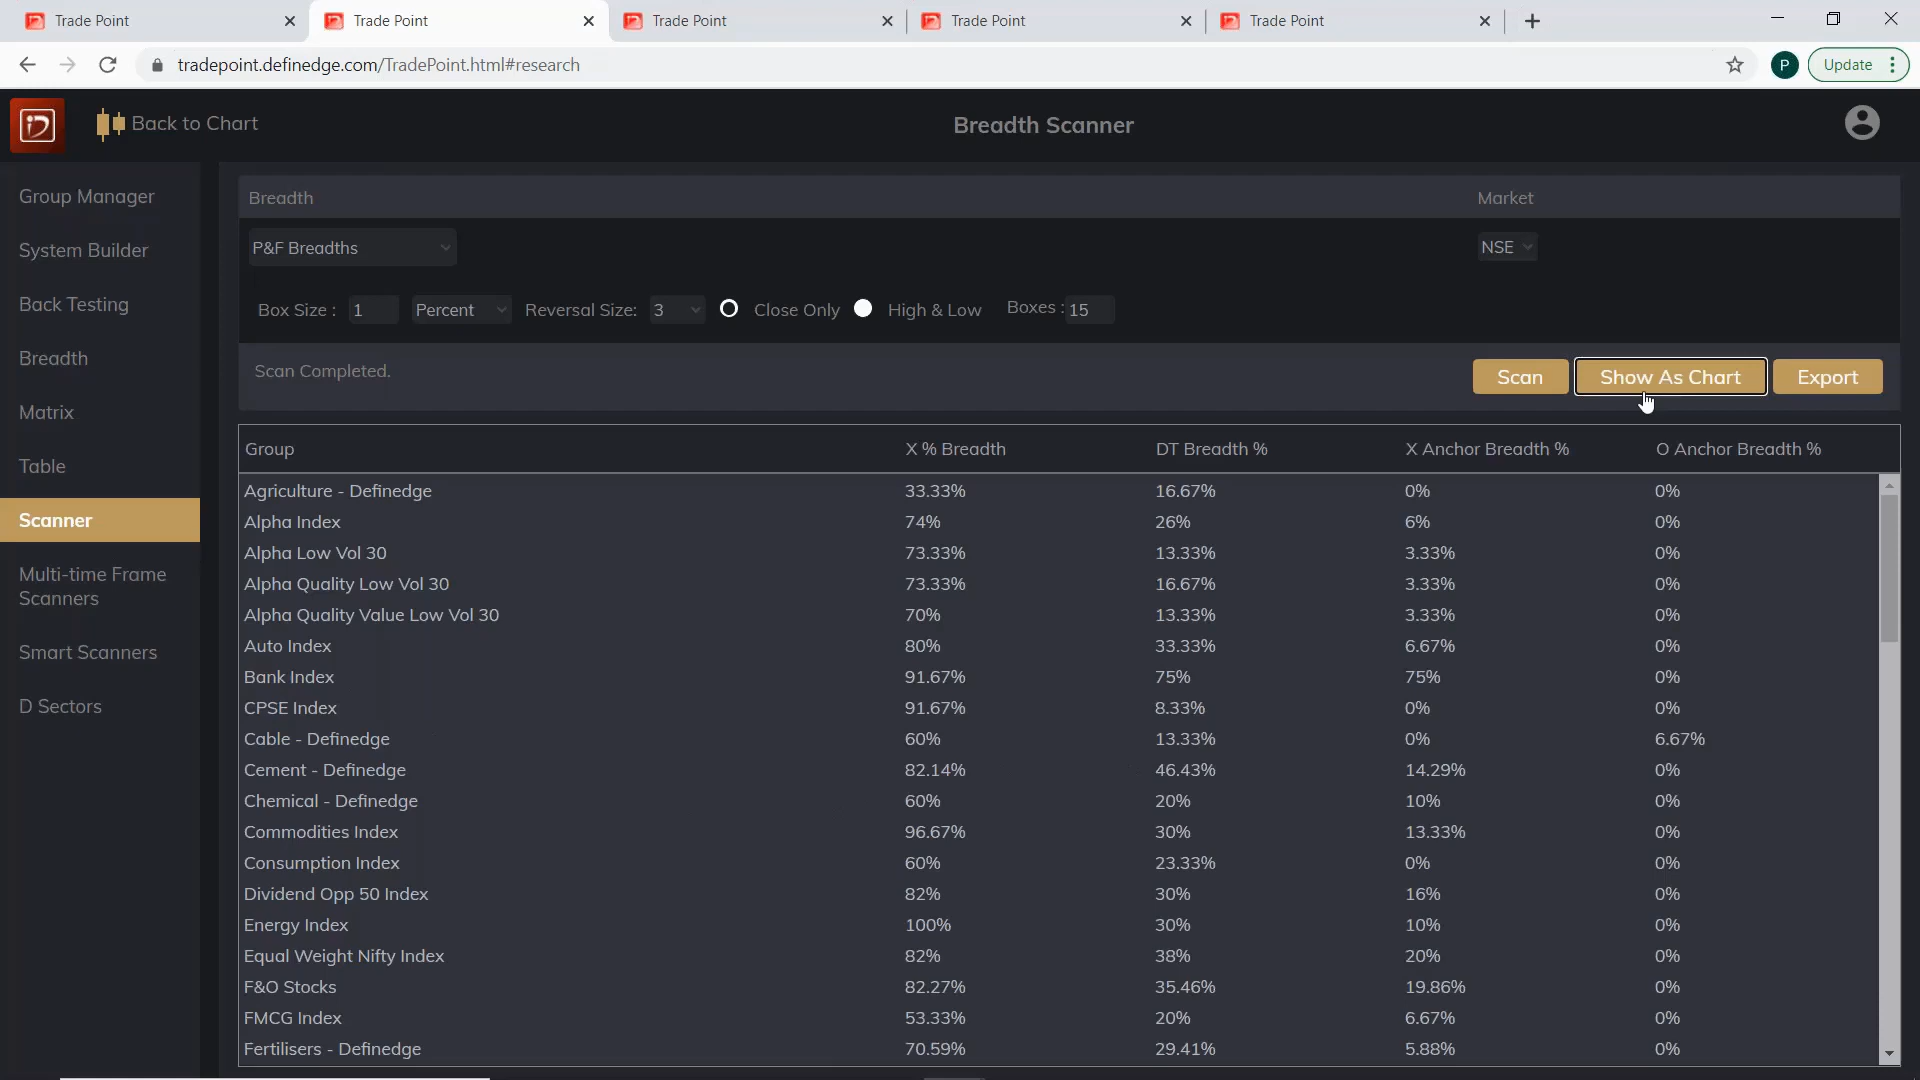 Trade Point Trade Point Trade Point Trade Point Trade Point
tradepoint.definedge.com/TradePoint.html#research P Update
Back to Chart Breadth Scanner
Group Manager
System Builder
Back Testing
Breadth
Matrix
Table
Scanner
Multi-time Frame
Scanners
Smart Scanners
D Sectors
Breadth Market
P&F Breadths NSE
Box Size : 1 Percent Reversal Size: 3 Close Only High & Low Boxes : 15
Scan Completed. Scan Show As Chart Export
Group X % Breadth DT Breadth % X Anchor Breadth % O Anchor Breadth %
Agriculture - Definedge 33.33% 16.67% 0% 0%
Alpha Index 74% 26% 6% 0%
Alpha Low Vol 30 73.33% 13.33% 3.33% 0%
Alpha Quality Low Vol 30 73.33% 16.67% 3.33% 0%
Alpha Quality Value Low Vol 30 70% 13.33% 3.33% 0%
Auto Index 80% 33.33% 6.67% 0%
Bank Index 91.67% 75% 75% 0%
CPSE Index 91.67% 8.33% 0% 0%
Cable - Definedge 60% 13.33% 0% 6.67%
Cement - Definedge 82.14% 46.43% 14.29% 0%
Chemical - Definedge 60% 20% 10% 0%
Commodities Index 96.67% 30% 13.33% 0%
Consumption Index 60% 23.33% 0% 0%
Dividend Opp 50 Index 82% 30% 16% 0%
Energy Index 100% 30% 10% 0%
Equal Weight Nifty Index 82% 38% 20% 0%
F&O Stocks 82.27% 35.46% 19.86% 0%
FMCG Index 53.33% 20% 6.67% 0%
Fertilisers - Definedge 70.59% 29.41% 5.88% 0%